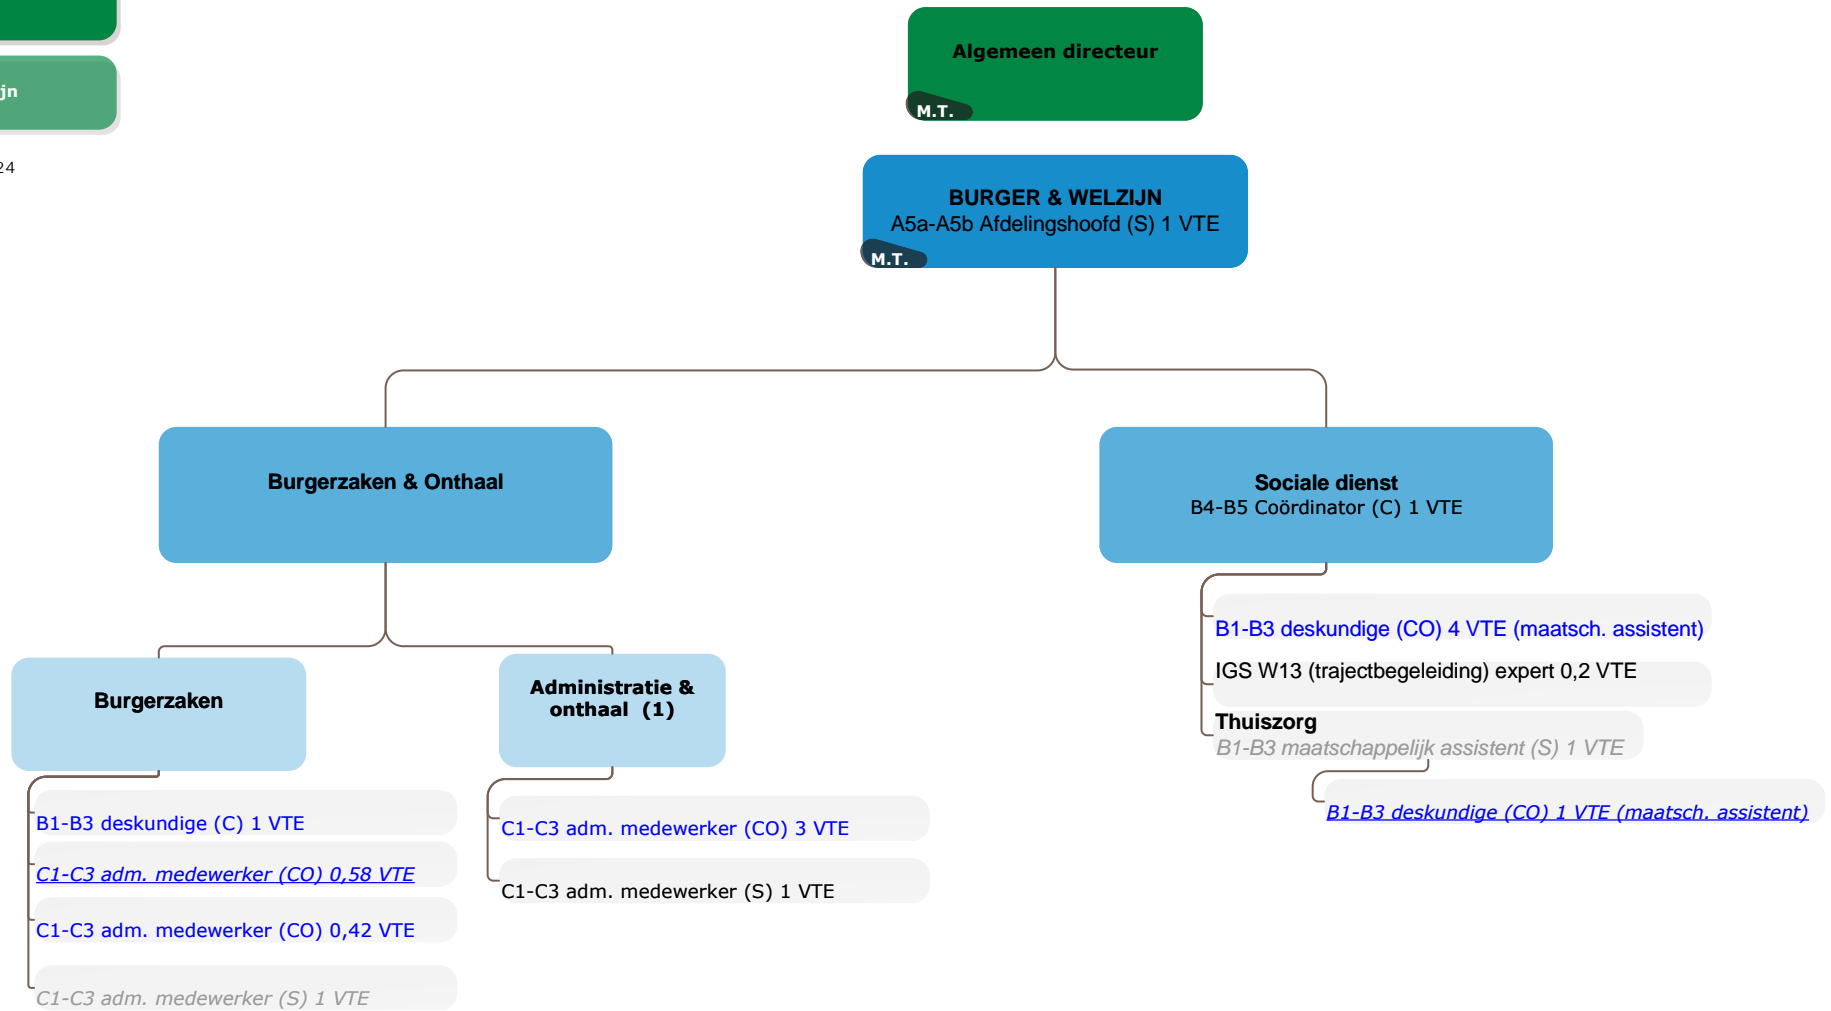 Algemeen directeur
M.T.
jn
24
BURGER & WELZIJN
A5a-A5b Afdelingshoofd (S) 1 VTE
M.T.
Burgerzaken & Onthaal
Sociale dienst
B4-B5 Coördinator (C) 1 VTE
Burgerzaken
B1-B3 deskundige (C) 1 VTE
C1-C3 adm. medewerker (CO) 0,58 VTE
C1-C3 adm. medewerker (CO) 0,42 VTE
C1-C3 adm. medewerker (S) 1 VTE
Administratie &
onthaal (1)
C1-C3 adm. medewerker (CO) 3 VTE
C1-C3 adm. medewerker (S) 1 VTE
B1-B3 deskundige (CO) 4 VTE (maatsch. assistent)
IGS W13 (trajectbegeleiding) expert 0,2 VTE
Thuiszorg
B1-B3 maatschappelijk assistent (S) 1 VTE
B1-B3 deskundige (CO) 1 VTE (maatsch. assistent)